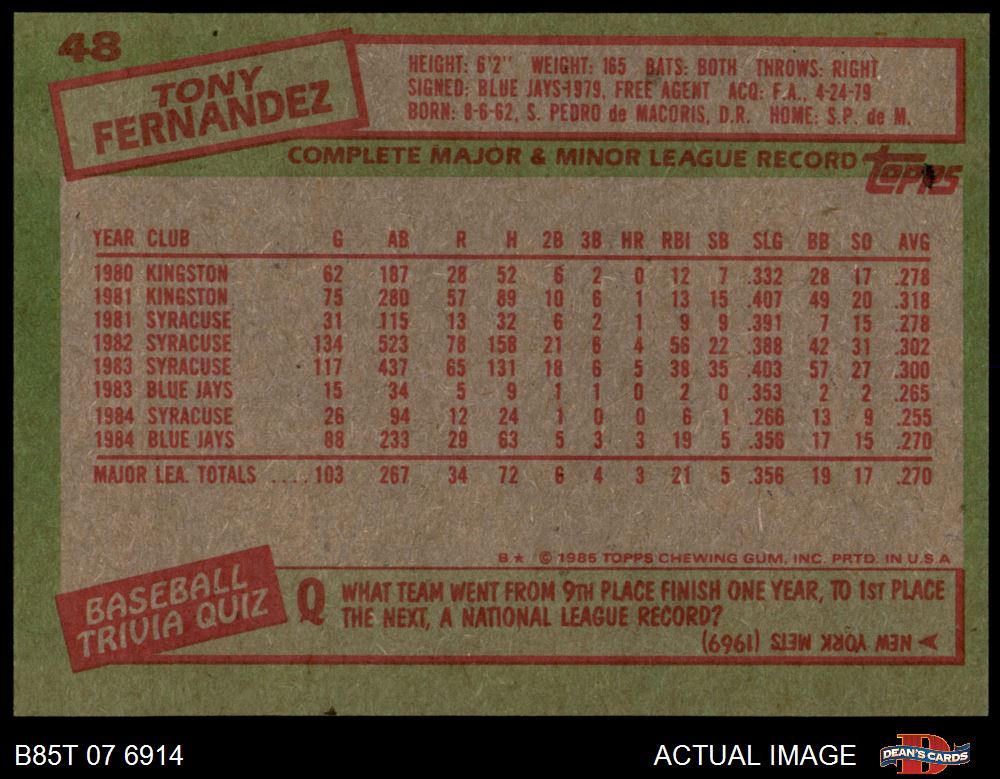 48
TONY
FERNANDEZ
HEIGHT: 6'2" WEIGHT: 165 BATS: BOTH THROWS: RIGHT
SIGNED: BLUE JAYS-1979, FREE AGENT ACQ: F.A., 4-24-79
BORN: 8-6-62, S. PEDRO de MACORIS, D.R. HOME: S.P. de M.
COMPLETE MAJOR & MINOR LEAGUE RECORD TOPPS
YEAR CLUB G AB R H 2B 3B HR RBI SB SLG BB SO AVG
1980 KINGSTON 62 187 28 52 6 2 0 12 7 .332 28 17 .278
1981 KINGSTON 75 280 57 89 10 6 1 13 15 .407 49 20 .318
1981 SYRACUSE 31 115 13 32 6 2 1 9 9 .391 7 15 .278
1982 SYRACUSE 134 523 78 158 21 6 4 56 22 .388 42 31 .302
1983 SYRACUSE 117 437 65 131 18 6 5 38 35 .403 57 27 .300
1983 BLUE JAYS 15 34 5 9 1 1 0 2 0 .353 2 2 .265
1984 SYRACUSE 26 94 12 24 1 0 0 6 1 .266 13 9 .255
1984 BLUE JAYS 88 233 29 63 5 3 3 19 5 .356 17 15 .270
MAJOR LEA. TOTALS ....103 267 34 72 6 4 3 21 5 .356 19 17 .270
B★ © 1985 TOPPS CHEWING GUM, INC. PRTD. IN U.S.A
BASEBALL
TRIVIA QUIZ
Q WHAT TEAM WENT FROM 9TH PLACE FINISH ONE YEAR, TO 1ST PLACE
THE NEXT, A NATIONAL LEAGUE RECORD?
NEW YORK METS (1969)
B85T 07 6914 ACTUAL IMAGE DEAN'S CARDS